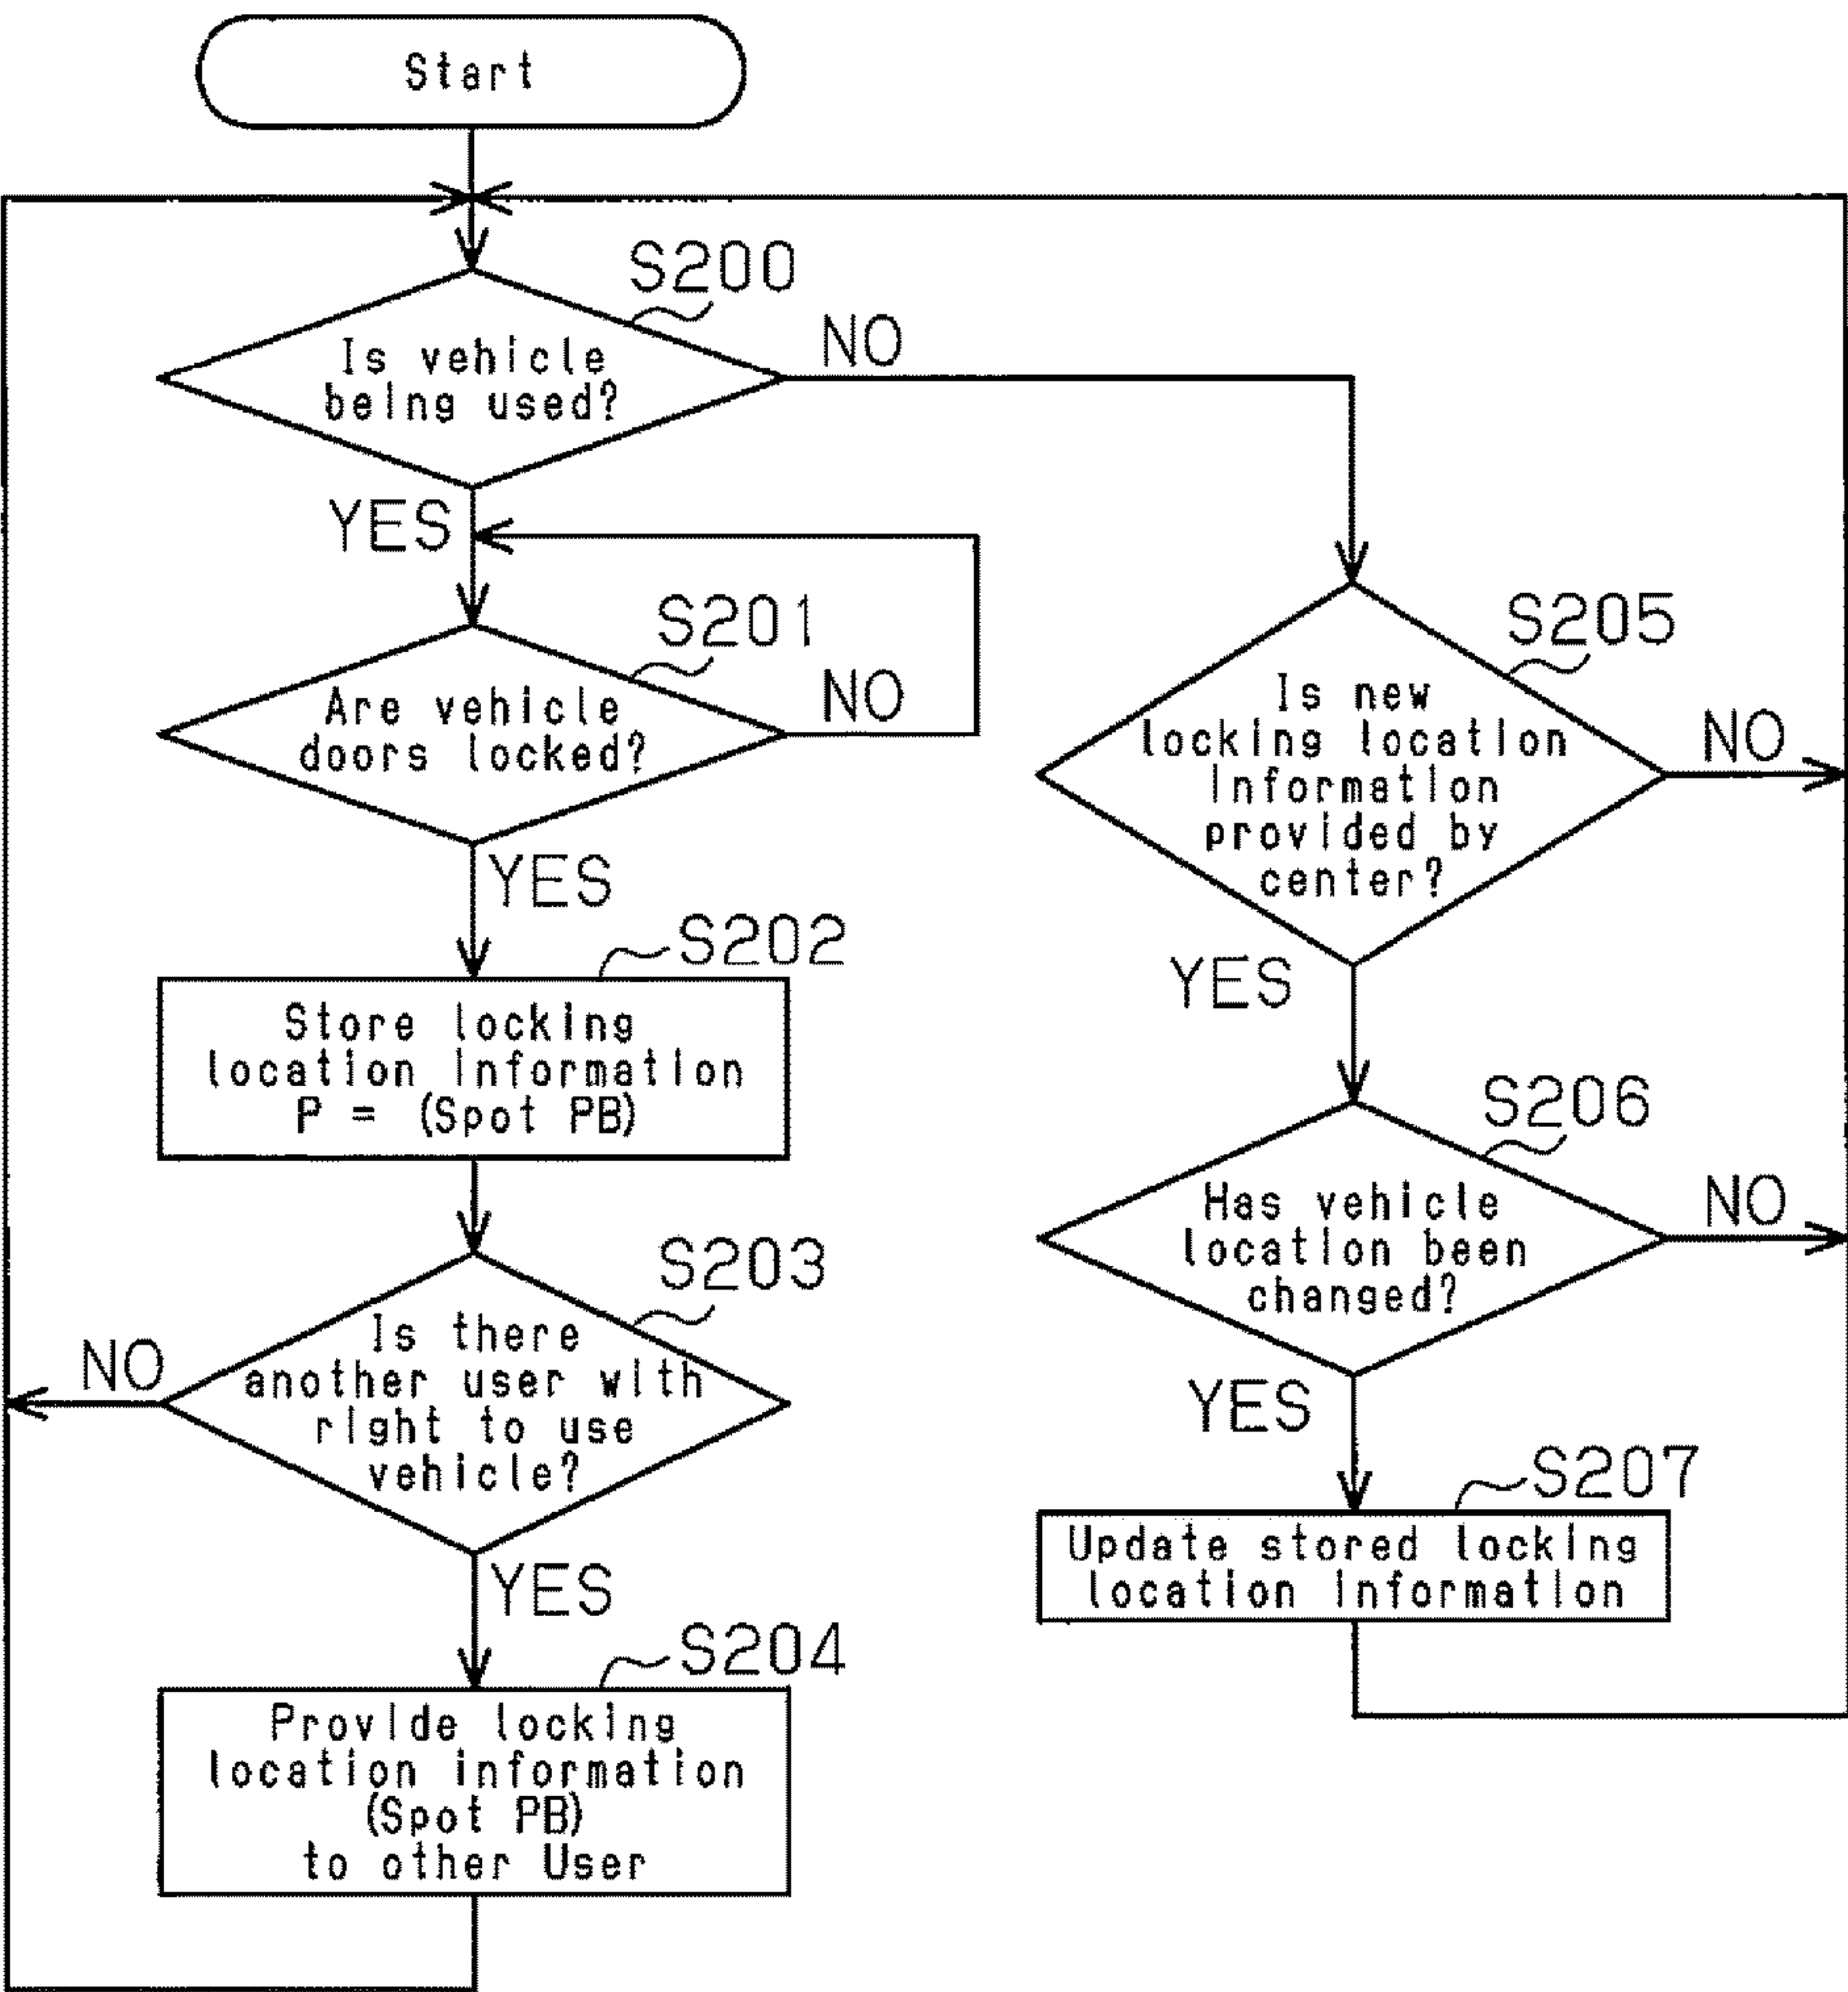 Start
S200
Is vehicle
being used?
NO
YES
S201
Are vehicle
doors locked?
NO
YES
S202
Store locking
location information
P = (Spot PB)
S203
Is there
another user with
right to use
vehicle?
NO
YES
S204
Provide locking
location information
(Spot PB)
to other User
S205
Is new
locking location
information
provided by
center?
NO
YES
S206
Has vehicle
location been
changed?
NO
YES
S207
Update stored locking
location information